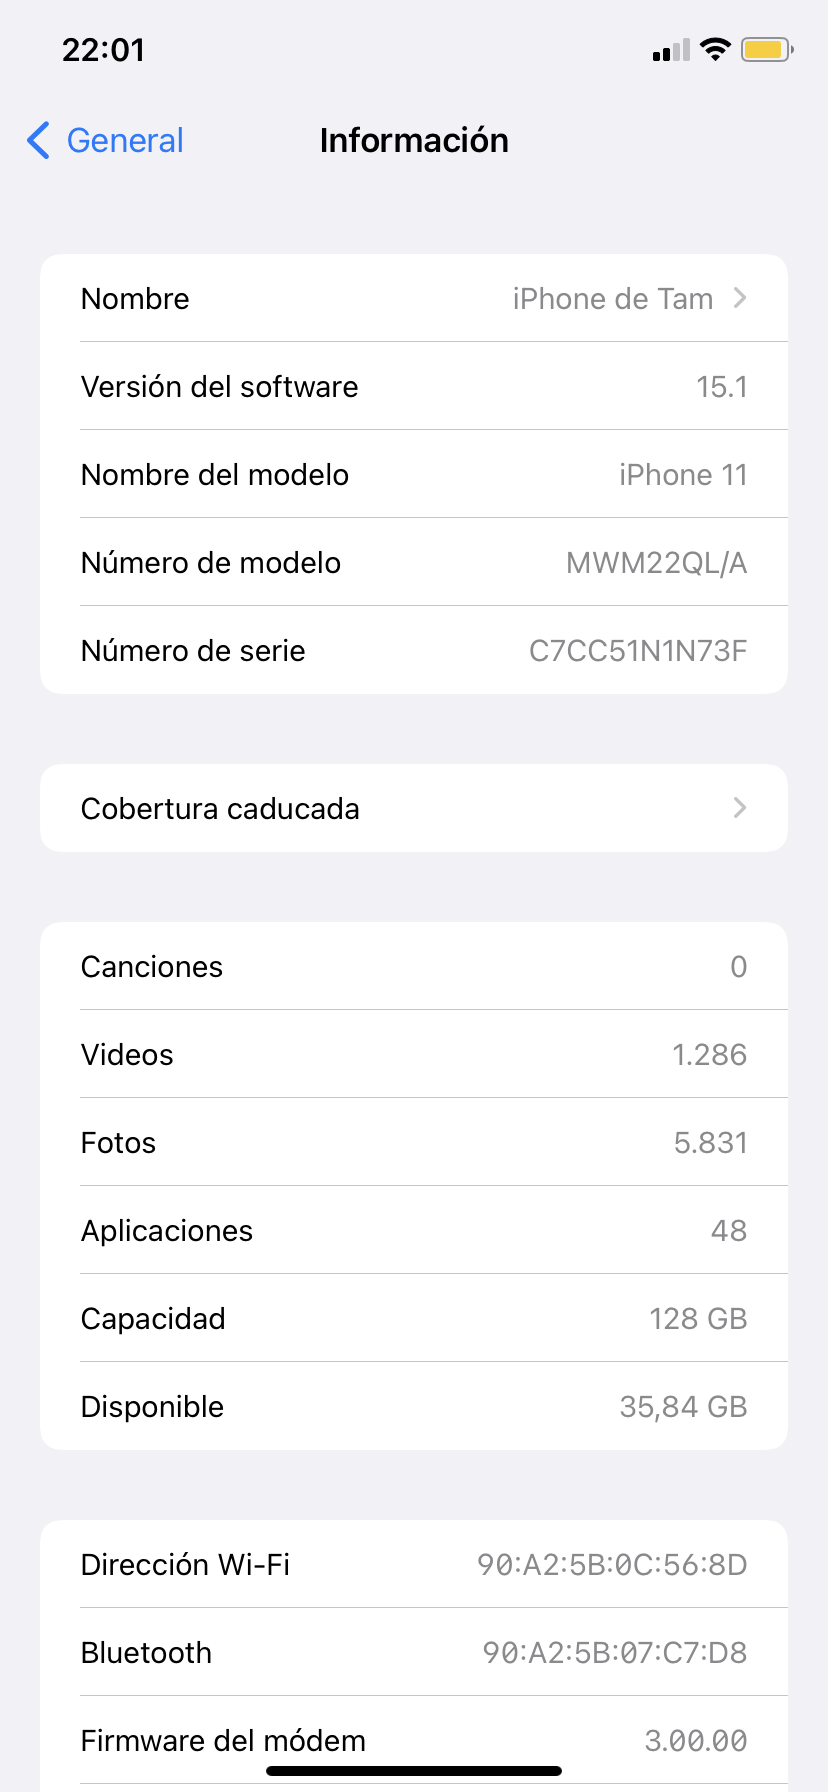 22:01
General
Información
Nombre iPhone de Tam
Versión del software 15.1
Nombre del modelo iPhone 11
Número de modelo MWM22QL/A
Número de serie C7CC51N1N73F
Cobertura caducada
Canciones 0
Videos 1.286
Fotos 5.831
Aplicaciones 48
Capacidad 128 GB
Disponible 35,84 GB
Dirección Wi-Fi 90:A2:5B:0C:56:8D
Bluetooth 90:A2:5B:07:C7:D8
Firmware del módem 3.00.00